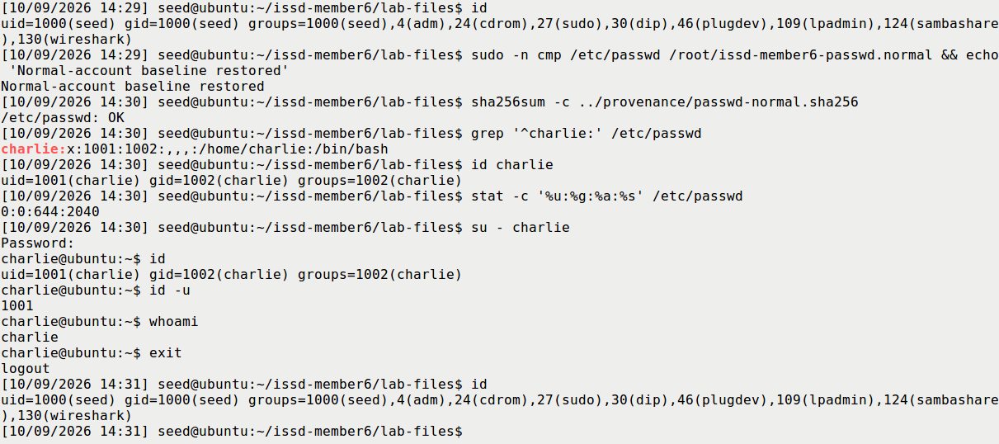 [10/09/2026 14:29] seed@ubuntu:~/issd-member6/lab-files$ id
uid=1000(seed) gid=1000(seed) groups=1000(seed),4(adm),24(cdrom),27(sudo),30(dip),46(plugdev),109(lpadmin),124(sambashare
),130(wireshark)
[10/09/2026 14:29] seed@ubuntu:~/issd-member6/lab-files$ sudo -n cmp /etc/passwd /root/issd-member6-passwd.normal && echo
 'Normal-account baseline restored'
Normal-account baseline restored
[10/09/2026 14:30] seed@ubuntu:~/issd-member6/lab-files$ sha256sum -c ../provenance/passwd-normal.sha256
/etc/passwd: OK
[10/09/2026 14:30] seed@ubuntu:~/issd-member6/lab-files$ grep '^charlie:' /etc/passwd
charlie:x:1001:1002:,,,:/home/charlie:/bin/bash
[10/09/2026 14:30] seed@ubuntu:~/issd-member6/lab-files$ id charlie
uid=1001(charlie) gid=1002(charlie) groups=1002(charlie)
[10/09/2026 14:30] seed@ubuntu:~/issd-member6/lab-files$ stat -c '%u:%g:%a:%s' /etc/passwd
0:0:644:2040
[10/09/2026 14:30] seed@ubuntu:~/issd-member6/lab-files$ su - charlie
Password:
charlie@ubuntu:~$ id
uid=1001(charlie) gid=1002(charlie) groups=1002(charlie)
charlie@ubuntu:~$ id -u
1001
charlie@ubuntu:~$ whoami
charlie
charlie@ubuntu:~$ exit
logout
[10/09/2026 14:31] seed@ubuntu:~/issd-member6/lab-files$ id
uid=1000(seed) gid=1000(seed) groups=1000(seed),4(adm),24(cdrom),27(sudo),30(dip),46(plugdev),109(lpadmin),124(sambashare
),130(wireshark)
[10/09/2026 14:31] seed@ubuntu:~/issd-member6/lab-files$